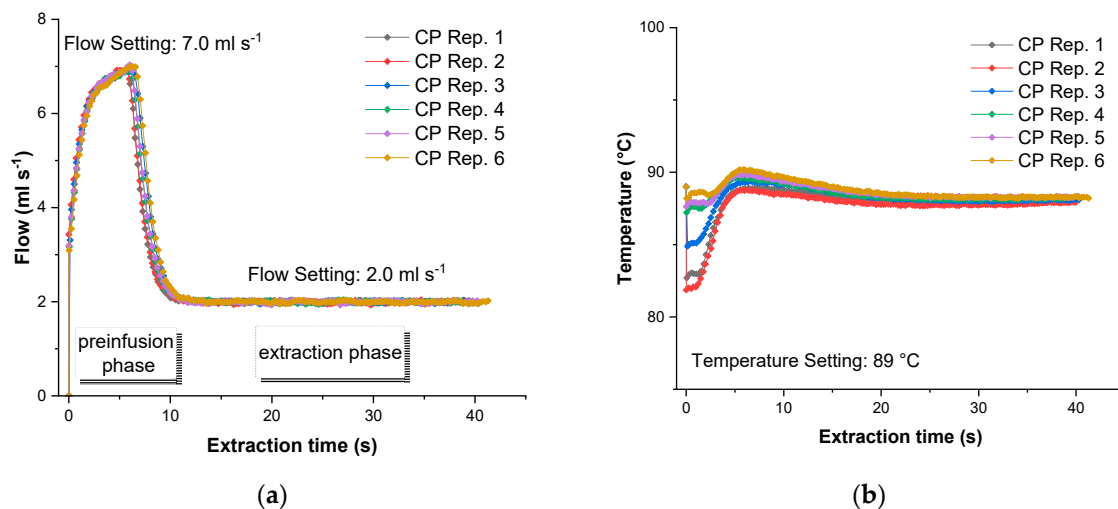 8
6
4
2
0
Flow (ml s⁻¹)
Flow Setting: 7.0 ml s⁻¹
CP Rep. 1
CP Rep. 2
CP Rep. 3
CP Rep. 4
CP Rep. 5
CP Rep. 6
Flow Setting: 2.0 ml s⁻¹
preinfusion
phase
extraction phase
0 10 20 30 40
Extraction time (s)
(a)
100
90
80
Temperature (°C)
CP Rep. 1
CP Rep. 2
CP Rep. 3
CP Rep. 4
CP Rep. 5
CP Rep. 6
Temperature Setting: 89 °C
0 10 20 30 40
Extraction time (s)
(b)